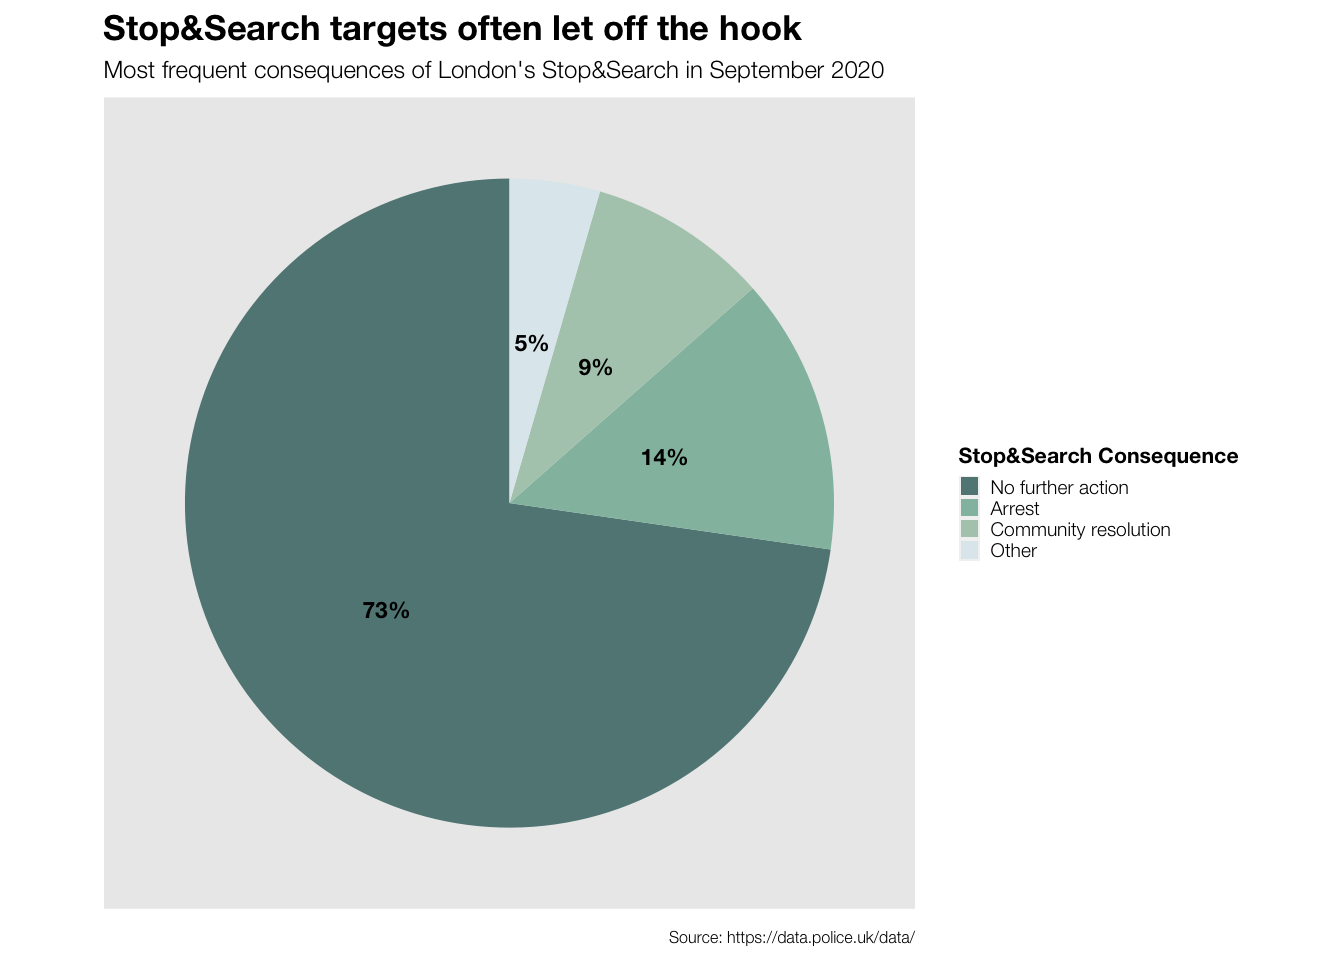 Stop&Search targets often let off the hook
Most frequent consequences of London's Stop&Search in September 2020
5%
9%
14%
73%
Stop&Search Consequence
No further action
Arrest
Community resolution
Other
Source: https://data.police.uk/data/